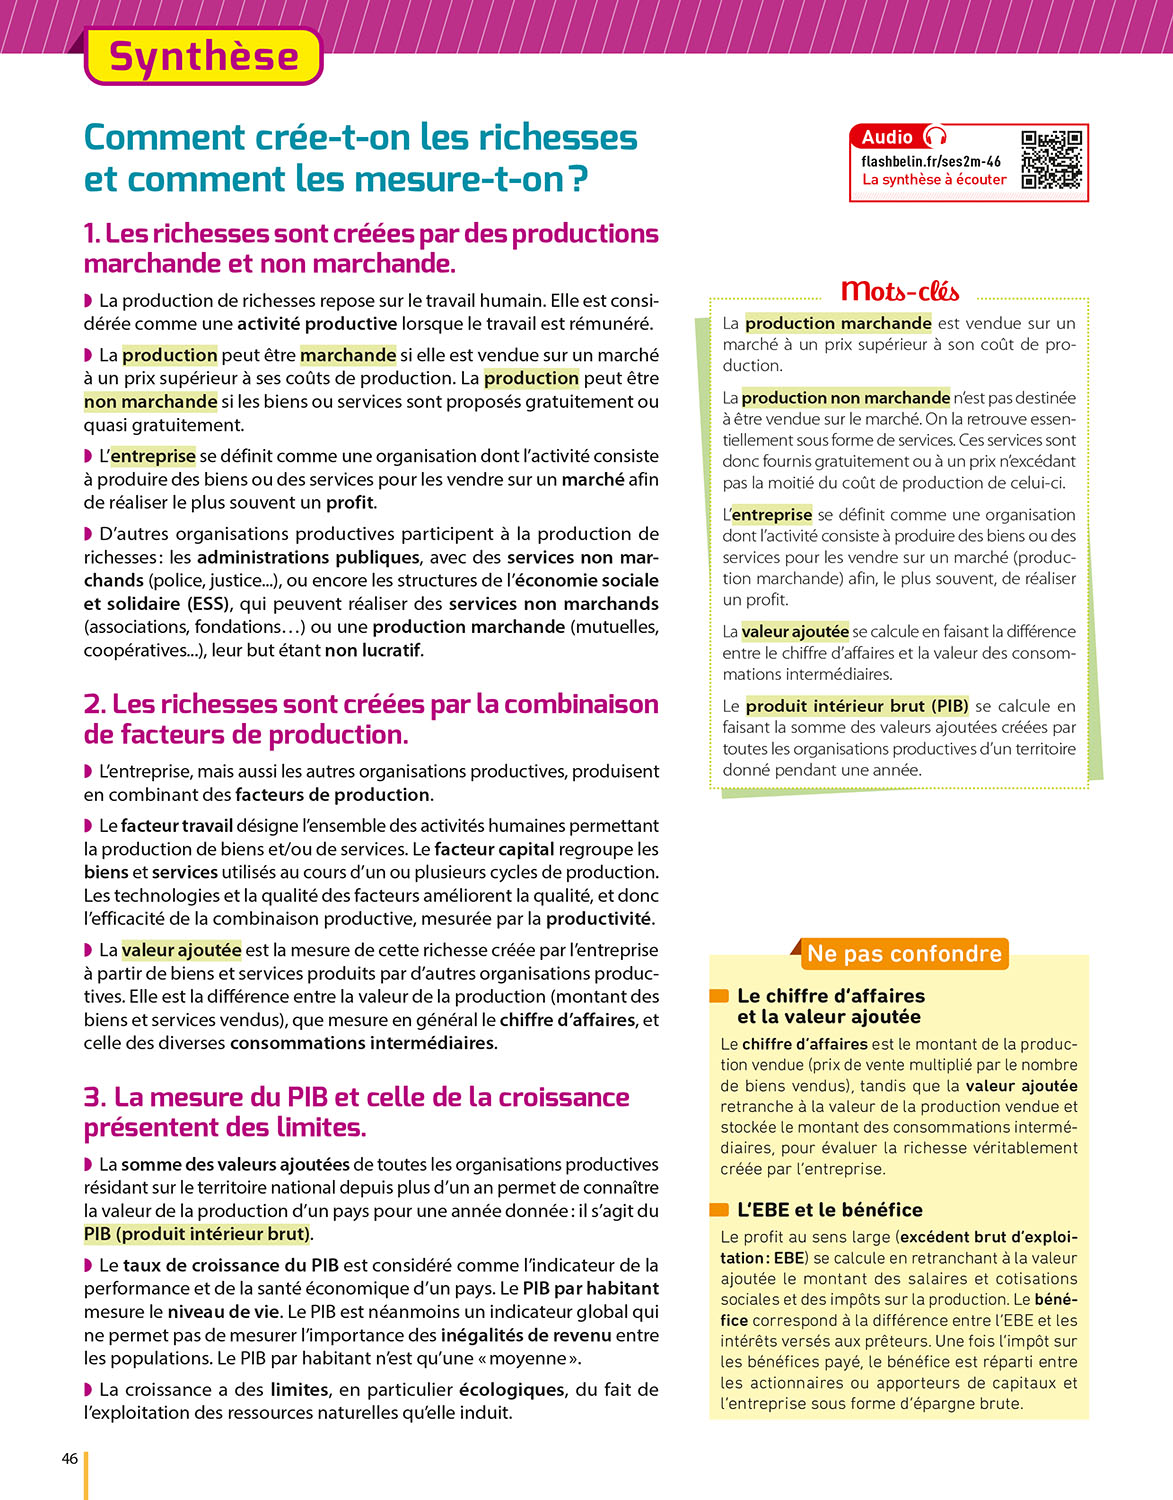 Synthèse
Comment crée-t-on les richesses
et comment les mesure-t-on ?
Audio
flashbelin.fr/ses2m-46
La synthèse à écouter
1. Les richesses sont créées par des productions
marchande et non marchande.
La production de richesses repose sur le travail humain. Elle est consi-
dérée comme une activité productive lorsque le travail est rémunéré.
La production peut être marchande si elle est vendue sur un marché
à un prix supérieur à ses coûts de production. La production peut être
non marchande si les biens ou services sont proposés gratuitement ou
quasi gratuitement.
L'entreprise se définit comme une organisation dont l'activité consiste
à produire des biens ou des services pour les vendre sur un marché afin
de réaliser le plus souvent un profit.
D'autres organisations productives participent à la production de
richesses : les administrations publiques, avec des services non mar-
chands (police, justice...), ou encore les structures de l'économie sociale
et solidaire (ESS), qui peuvent réaliser des services non marchands
(associations, fondations…) ou une production marchande (mutuelles,
coopératives...), leur but étant non lucratif.
2. Les richesses sont créées par la combinaison
de facteurs de production.
L'entreprise, mais aussi les autres organisations productives, produisent
en combinant des facteurs de production.
Le facteur travail désigne l'ensemble des activités humaines permettant
la production de biens et/ou de services. Le facteur capital regroupe les
biens et services utilisés au cours d'un ou plusieurs cycles de production.
Les technologies et la qualité des facteurs améliorent la qualité, et donc
l'efficacité de la combinaison productive, mesurée par la productivité.
La valeur ajoutée est la mesure de cette richesse créée par l'entreprise
à partir de biens et services produits par d'autres organisations produc-
tives. Elle est la différence entre la valeur de la production (montant des
biens et services vendus), que mesure en général le chiffre d'affaires, et
celle des diverses consommations intermédiaires.
3. La mesure du PIB et celle de la croissance
présentent des limites.
La somme des valeurs ajoutées de toutes les organisations productives
résidant sur le territoire national depuis plus d'un an permet de connaître
la valeur de la production d'un pays pour une année donnée : il s'agit du
PIB (produit intérieur brut).
Le taux de croissance du PIB est considéré comme l'indicateur de la
performance et de la santé économique d'un pays. Le PIB par habitant
mesure le niveau de vie. Le PIB est néanmoins un indicateur global qui
ne permet pas de mesurer l'importance des inégalités de revenu entre
les populations. Le PIB par habitant n'est qu'une « moyenne ».
La croissance a des limites, en particulier écologiques, du fait de
l'exploitation des ressources naturelles qu'elle induit.
Mots-clés
La production marchande est vendue sur un
marché à un prix supérieur à son coût de pro-
duction.
La production non marchande n'est pas destinée
à être vendue sur le marché. On la retrouve essen-
tiellement sous forme de services. Ces services sont
donc fournis gratuitement ou à un prix n'excédant
pas la moitié du coût de production de celui-ci.
L'entreprise se définit comme une organisation
dont l'activité consiste à produire des biens ou des
services pour les vendre sur un marché (produc-
tion marchande) afin, le plus souvent, de réaliser
un profit.
La valeur ajoutée se calcule en faisant la différence
entre le chiffre d'affaires et la valeur des consom-
mations intermédiaires.
Le produit intérieur brut (PIB) se calcule en
faisant la somme des valeurs ajoutées créées par
toutes les organisations productives d'un territoire
donné pendant une année.
Ne pas confondre
Le chiffre d'affaires
et la valeur ajoutée
Le chiffre d'affaires est le montant de la produc-
tion vendue (prix de vente multiplié par le nombre
de biens vendus), tandis que la valeur ajoutée
retranche à la valeur de la production vendue et
stockée le montant des consommations intermé-
diaires, pour évaluer la richesse véritablement
créée par l'entreprise.
L'EBE et le bénéfice
Le profit au sens large (excédent brut d'exploi-
tation : EBE) se calcule en retranchant à la valeur
ajoutée le montant des salaires et cotisations
sociales et des impôts sur la production. Le béné-
fice correspond à la différence entre l'EBE et les
intérêts versés aux prêteurs. Une fois l'impôt sur
les bénéfices payé, le bénéfice est réparti entre
les actionnaires ou apporteurs de capitaux et
l'entreprise sous forme d'épargne brute.
46